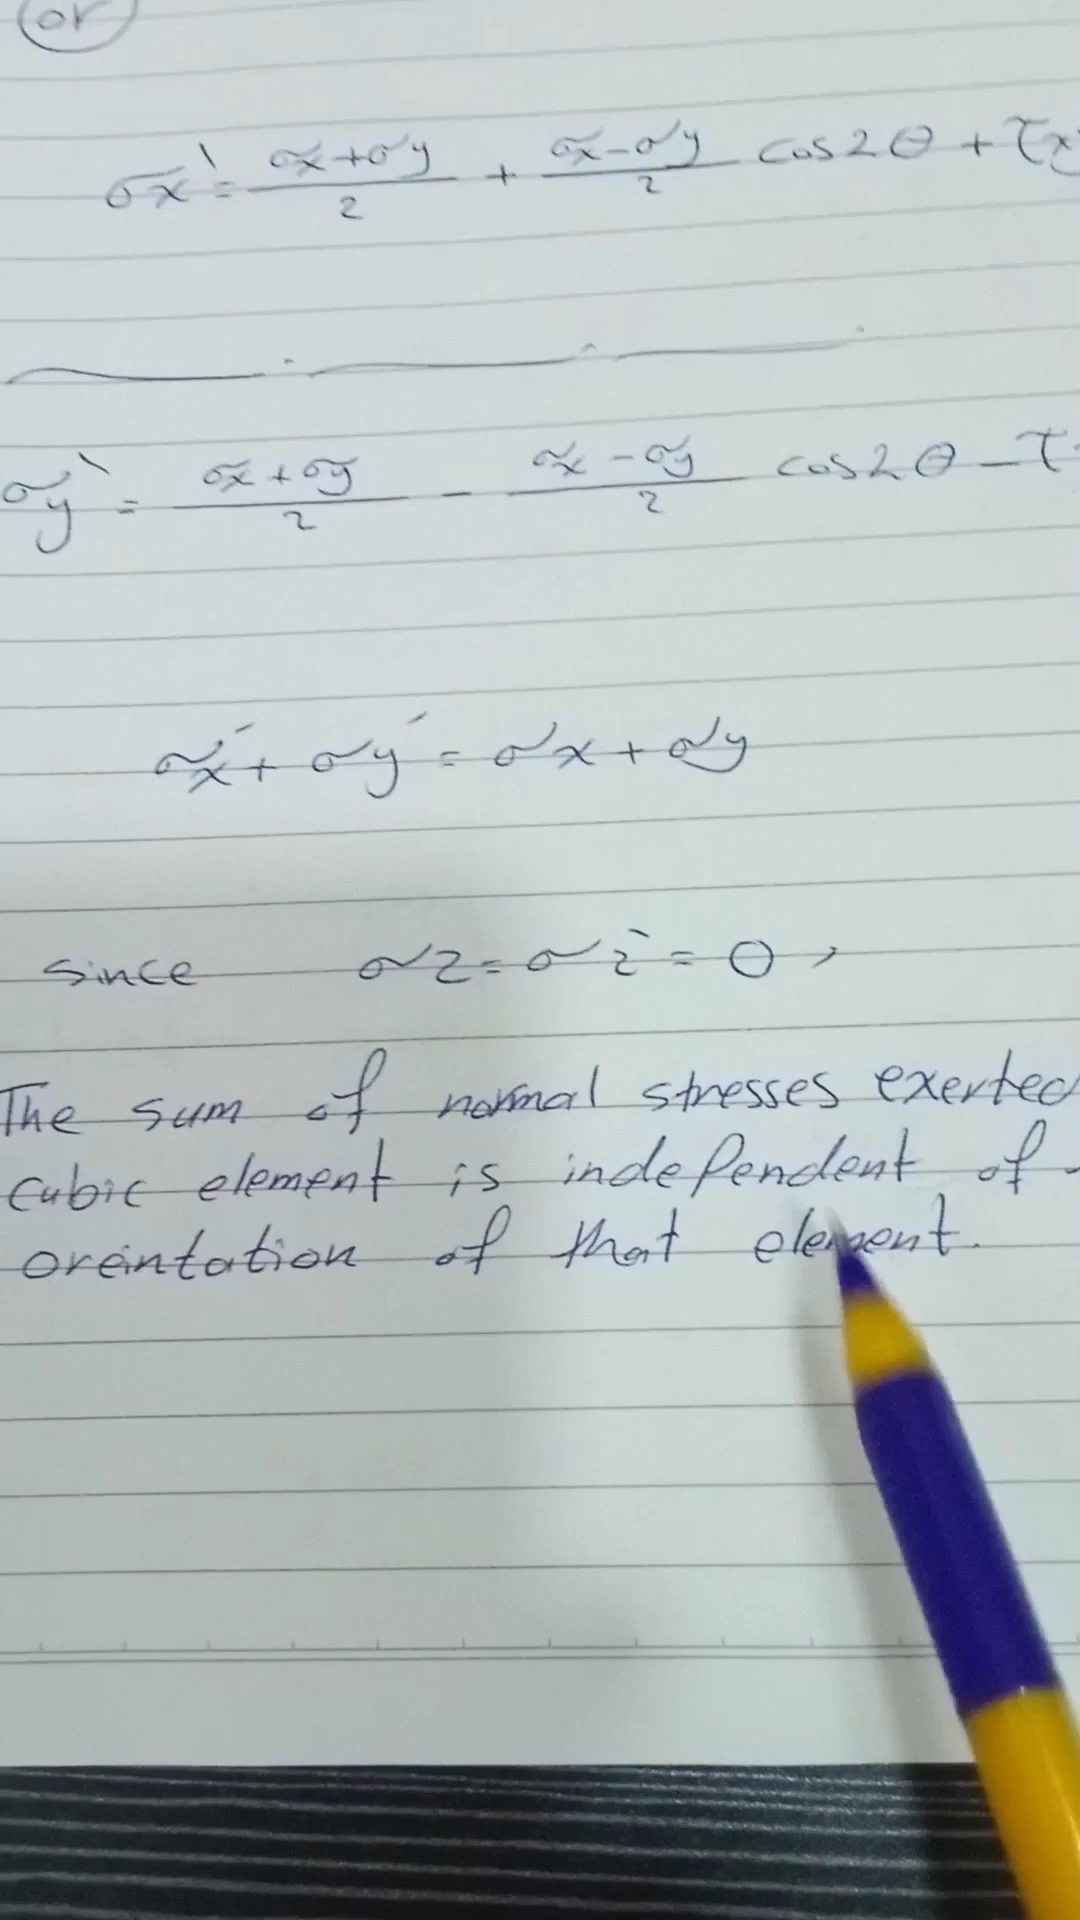 or
σx' = σx+σy/2 + σx-σy/2 cos2θ + τx
σy' = σx+σy/2 - σx-σy/2 cos2θ - τ
σx' + σy' = σx + σy
since σz = σz' = 0,
The sum of normal stresses exerted
cubic element is independent of
oreintation of that element.